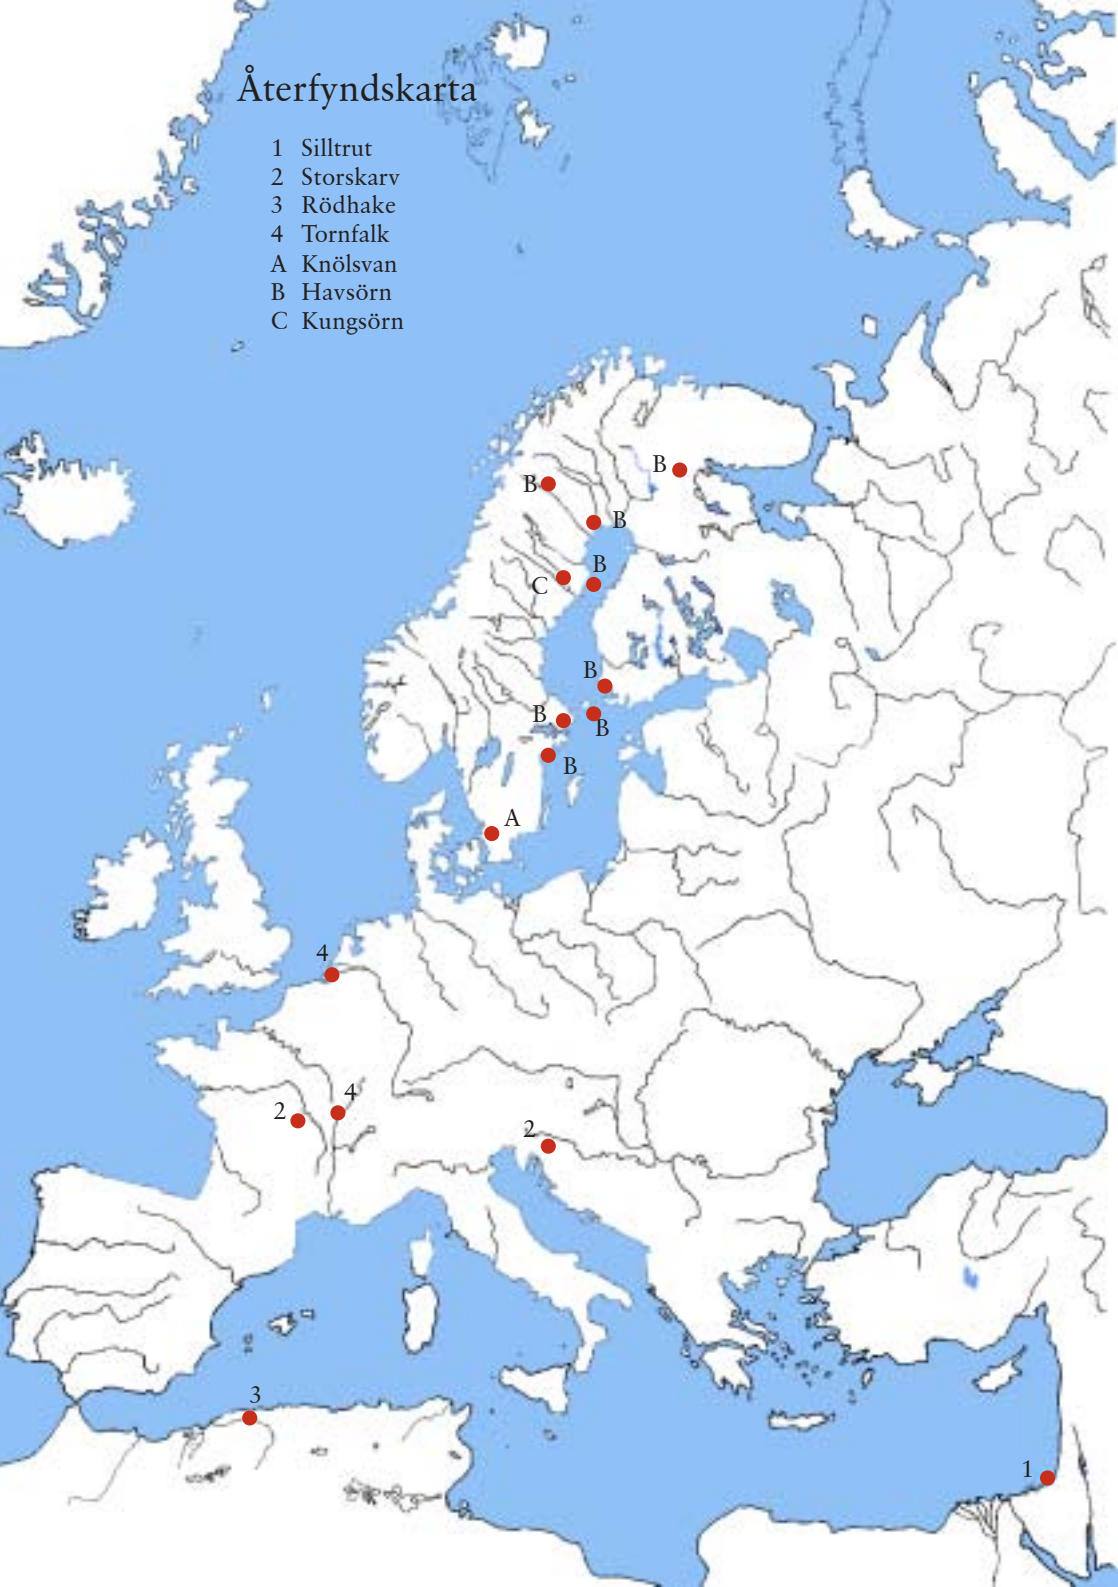 Återfyndskarta
1 Silltrut
2 Storskarv
3 Rödhake
4 Tornfalk
A Knölsvan
B Havsörn
C Kungsörn
B
B
B
B
C
B
B
B
B
A
4
4
2
2
3
1